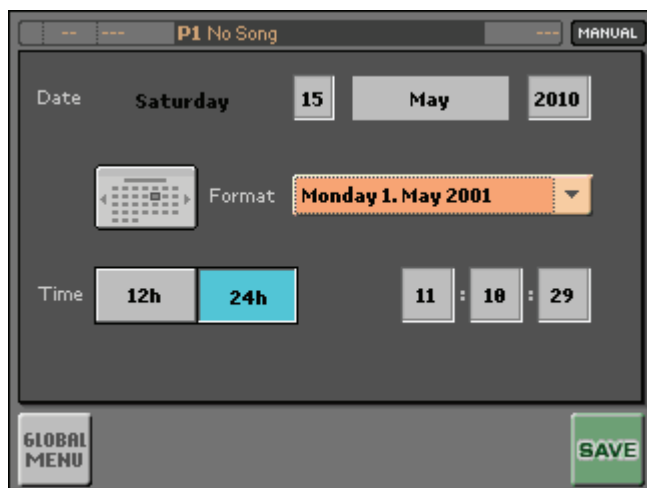 -- --- P1 No Song --- MANUAL
Date Saturday 15 May 2010
Format Monday 1. May 2001
Time 12h 24h 11 : 10 : 29
GLOBAL
MENU
SAVE